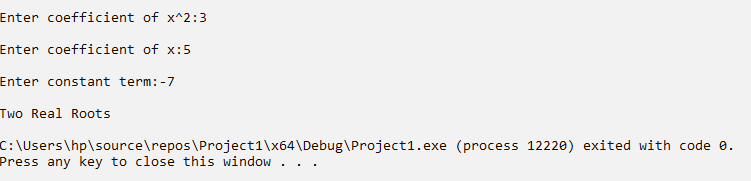 Enter coefficient of x^2:3
Enter coefficient of x:5
Enter constant term:-7
Two Real Roots
C:\Users\hp\source\repos\Project1\x64\Debug\Project1.exe (process 12220) exited with code 0.
Press any key to close this window . . .